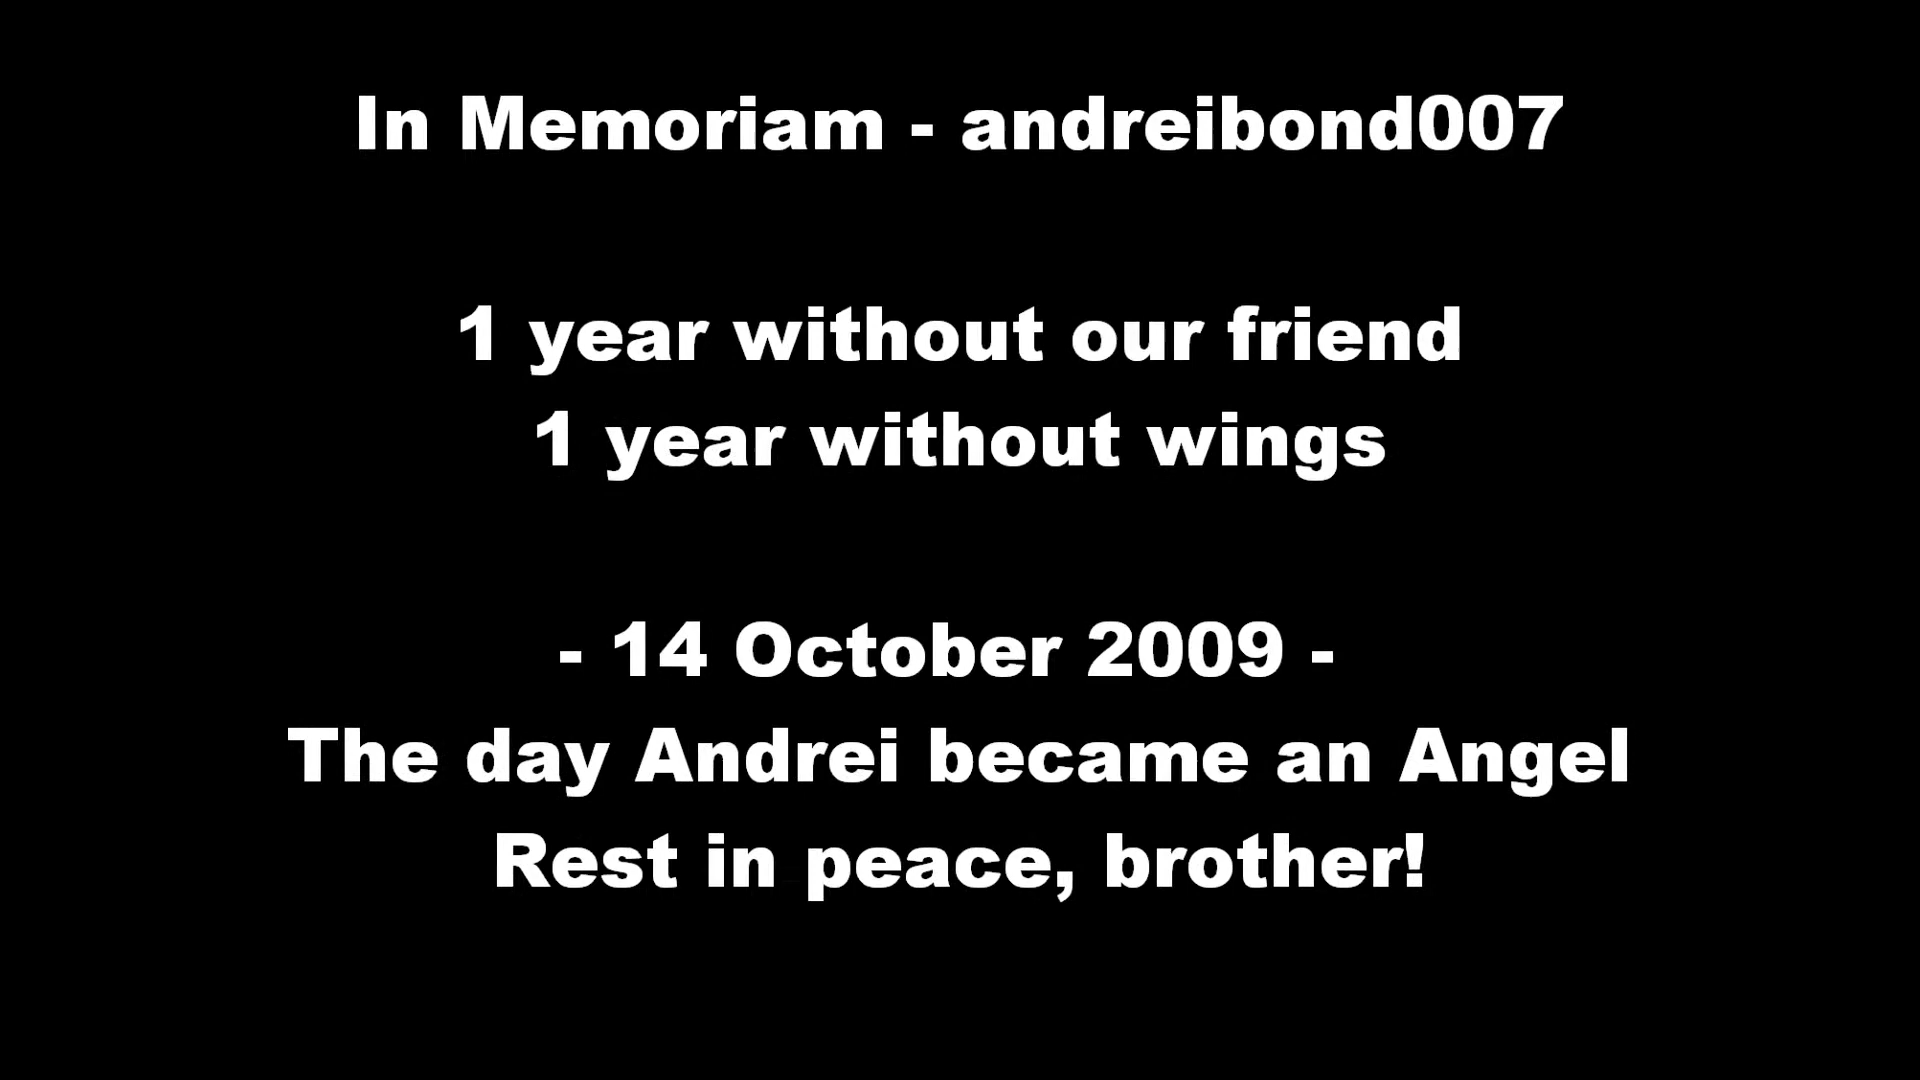 In Memoriam - andreibond007
1 year without our friend
1 year without wings
- 14 October 2009 -
The day Andrei became an Angel
Rest in peace, brother!